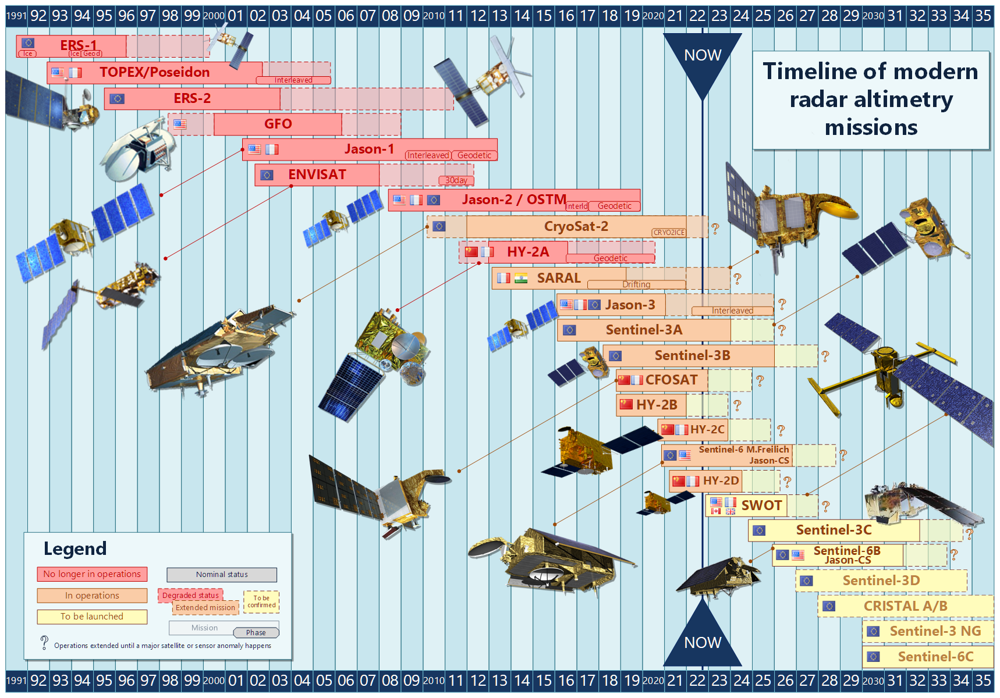 1991 92 93 94 95 96 97 98 99 2000 01 02 03 04 05 06 07 08 09 2010 11 12 13 14 15 16 17 18 19 2020 21 22 23 24 25 26 27 28 29 2030 31 32 33 34 35
NOW
Timeline of modern
radar altimetry
missions
ERS-1
Ice
Ice
Geod
TOPEX/Poseidon
Interleaved
ERS-2
GFO
Jason-1
Interleaved
Geodetic
ENVISAT
30day
Jason-2 / OSTM
Interld
Geodetic
CryoSat-2
CRYO2ICE
?
HY-2A
Geodetic
SARAL
Drifting
?
Jason-3
Interleaved
?
Sentinel-3A
?
Sentinel-3B
?
CFOSAT
?
HY-2B
?
HY-2C
?
Sentinel-6 M.Freilich
Jason-CS
?
HY-2D
?
SWOT
?
Sentinel-3C
?
Sentinel-6B
Jason-CS
?
Sentinel-3D
CRISTAL A/B
Sentinel-3 NG
Sentinel-6C
Legend
No longer in operations
In operations
To be launched
Nominal status
Degraded status
Extended mission
To be
confirmed
Mission
Phase
? Operations extended until a major satellite or sensor anomaly happens
NOW
1991 92 93 94 95 96 97 98 99 2000 01 02 03 04 05 06 07 08 09 2010 11 12 13 14 15 16 17 18 19 2020 21 22 23 24 25 26 27 28 29 2030 31 32 33 34 35